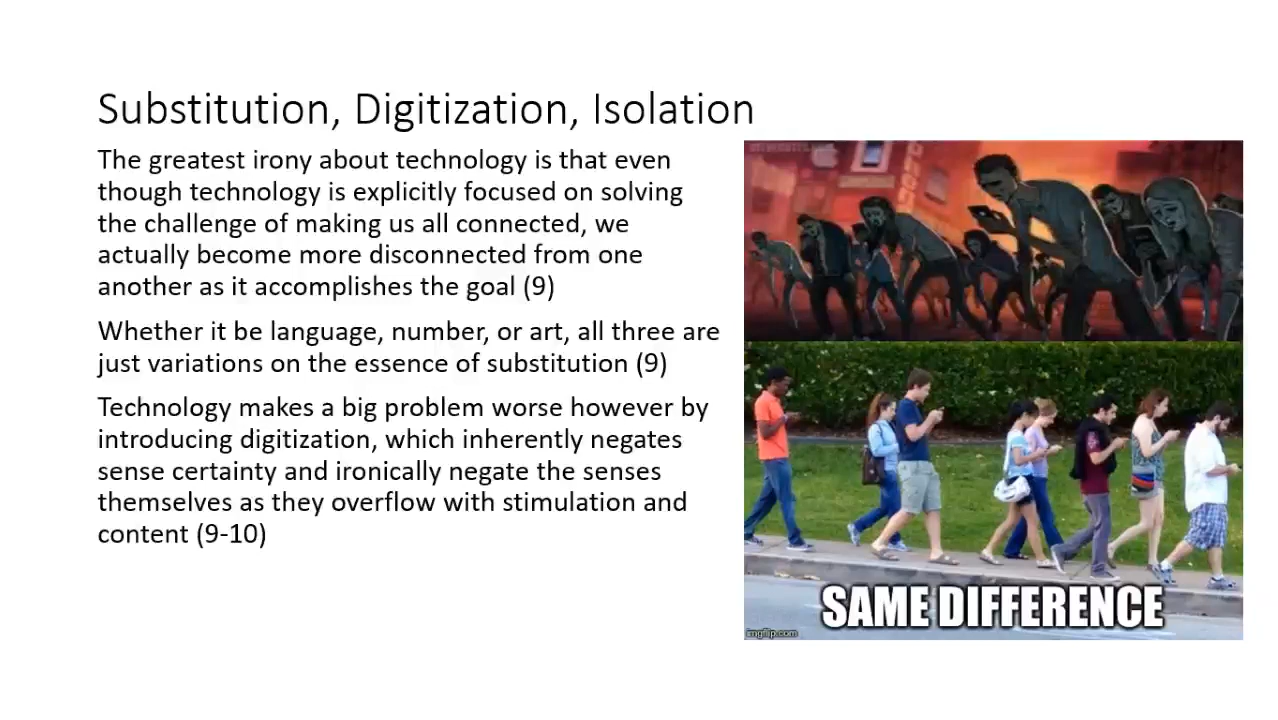 Substitution, Digitization, Isolation
The greatest irony about technology is that even
though technology is explicitly focused on solving
the challenge of making us all connected, we
actually become more disconnected from one
another as it accomplishes the goal (9)
Whether it be language, number, or art, all three are
just variations on the essence of substitution (9)
Technology makes a big problem worse however by
introducing digitization, which inherently negates
sense certainty and ironically negate the senses
themselves as they overflow with stimulation and
content (9-10)
SAME DIFFERENCE
imgflip.com